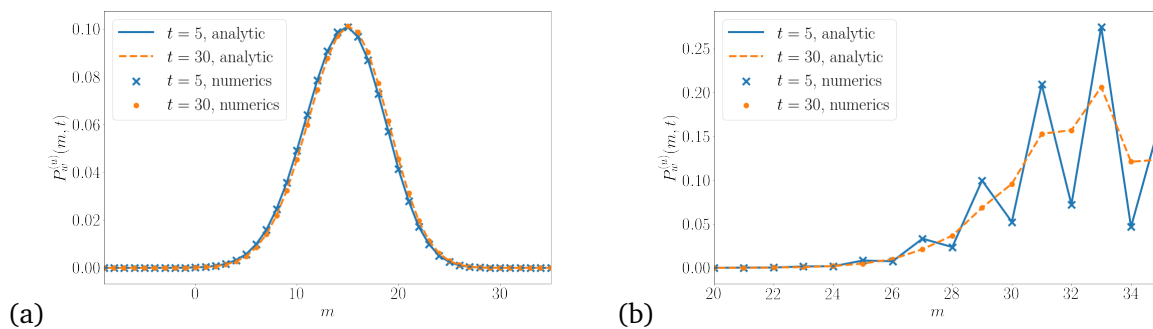 t = 5, analytic
t = 30, analytic
t = 5, numerics
t = 30, numerics
0.10
0.08
0.06
0.04
0.02
0.00
P_w^{(u)}(m, t)
0 10 20 30
m
(a)
t = 5, analytic
t = 30, analytic
t = 5, numerics
t = 30, numerics
0.25
0.20
0.15
0.10
0.05
0.00
P_w^{(u)}(m, t)
20 22 24 26 28 30 32 34
m
(b)